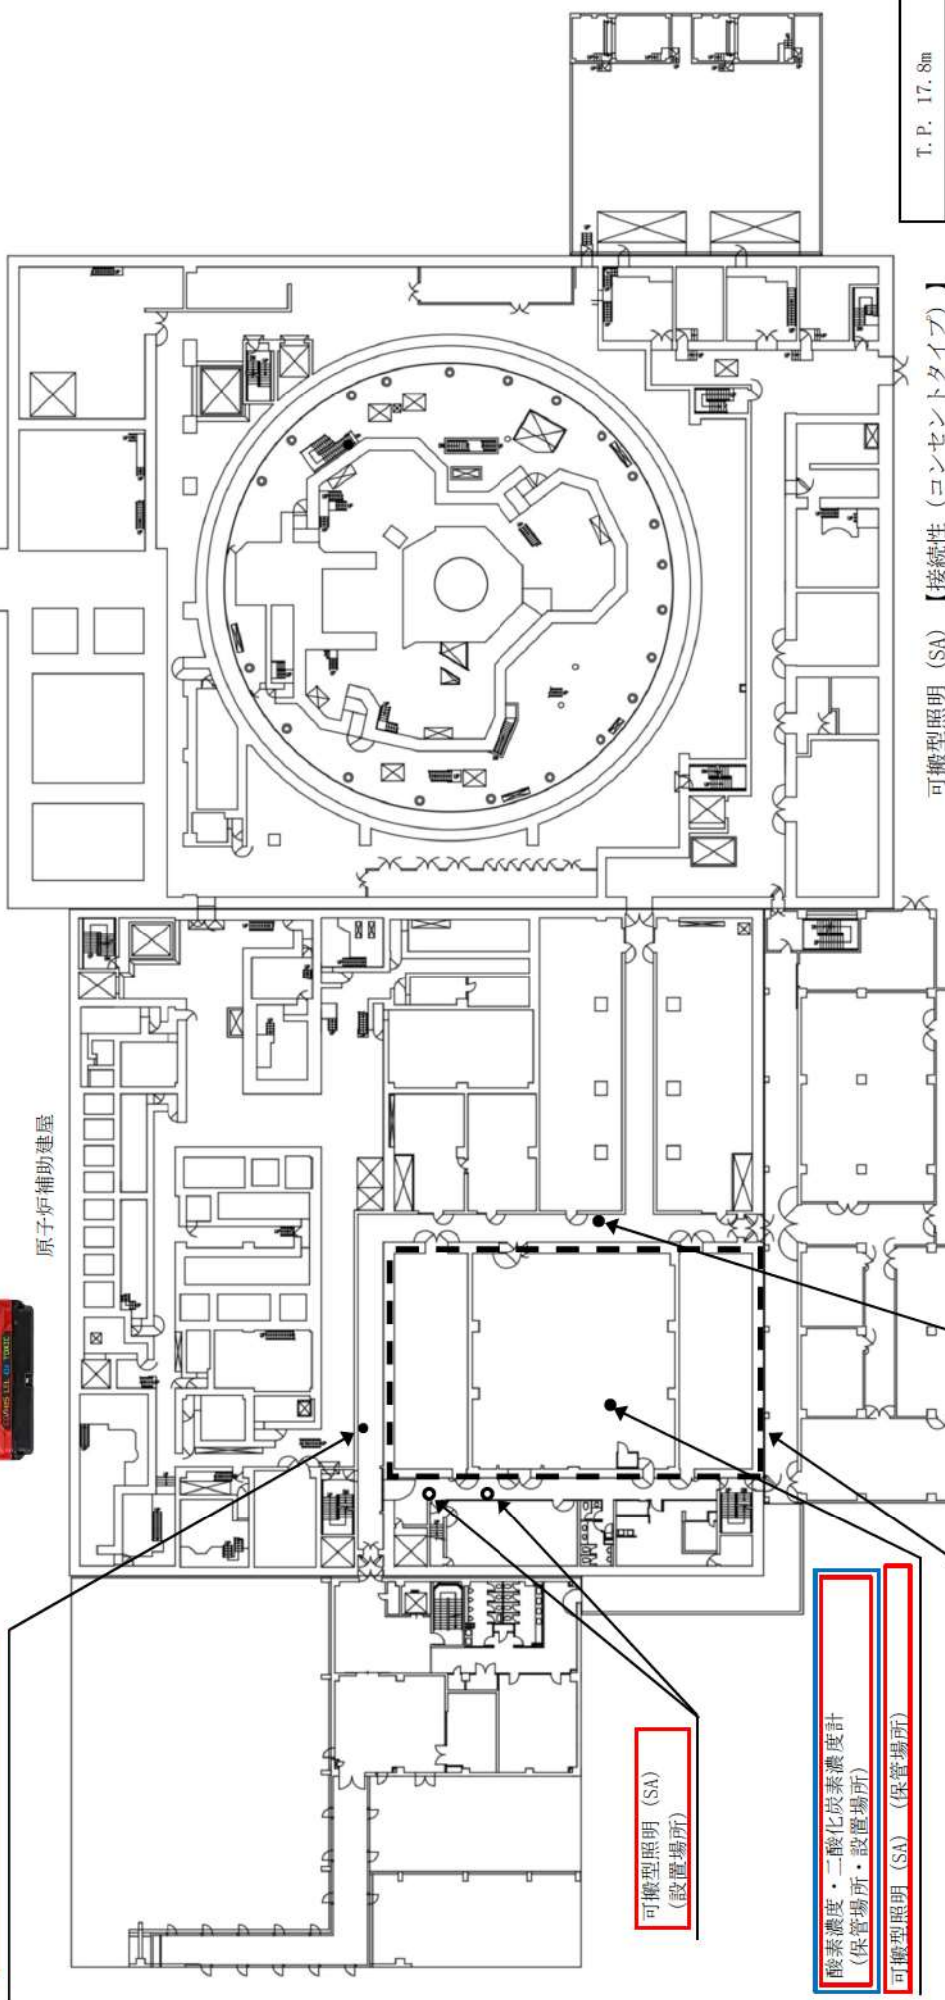 T.P. 17.8m
原子炉補助建屋
可搬型照明（SA）【接続性（コンセントタイプ）】
可搬型照明（SA）
（設置場所）
酸素濃度・二酸化炭素濃度計
（保管場所・設置場所）
可搬型照明（SA）（保管場所）